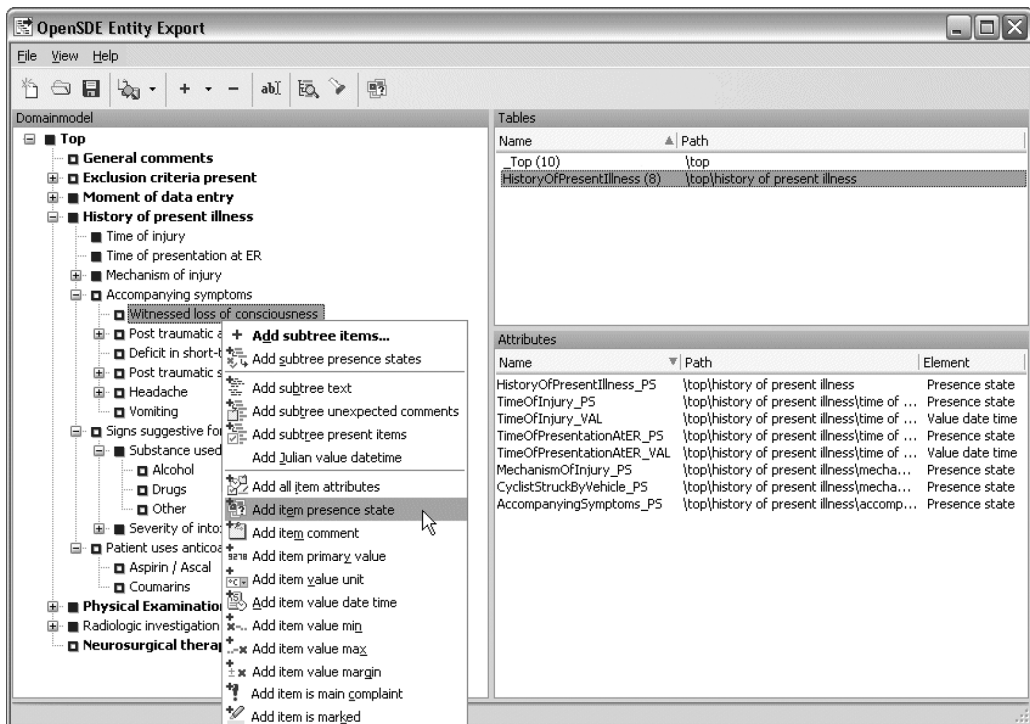 OpenSDE Entity Export
File View Help
abI
Domainmodel
Top
General comments
Exclusion criteria present
Moment of data entry
History of present illness
Time of injury
Time of presentation at ER
Mechanism of injury
Accompanying symptoms
Witnessed loss of consciousness
Post traumatic a
Deficit in short-t
Post traumatic s
Headache
Vomiting
Signs suggestive for
Substance used
Alcohol
Drugs
Other
Severity of into
Patient uses anticoa
Aspirin / Ascal
Coumarins
Physical Examination
Radiologic investigation
Neurosurgical therap
Add subtree items...
Add subtree presence states
Add subtree text
Add subtree unexpected comments
Add subtree present items
Add Julian value datetime
Add all item attributes
Add item presence state
Add item comment
Add item primary value
Add item value unit
Add item value date time
Add item value min
Add item value max
Add item value margin
Add item is main complaint
Add item is marked
Tables
Name Path
_Top (10) \top
HistoryOfPresentIllness (8) \top\history of present illness
Attributes
Name Path Element
HistoryOfPresentIllness_PS \top\history of present illness Presence state
TimeOfInjury_PS \top\history of present illness\time of ... Presence state
TimeOfInjury_VAL \top\history of present illness\time of ... Value date time
TimeOfPresentationAtER_PS \top\history of present illness\time of ... Presence state
TimeOfPresentationAtER_VAL \top\history of present illness\time of ... Value date time
MechanismOfInjury_PS \top\history of present illness\mecha... Presence state
CyclistStruckByVehicle_PS \top\history of present illness\mecha... Presence state
AccompanyingSymptoms_PS \top\history of present illness\accomp... Presence state